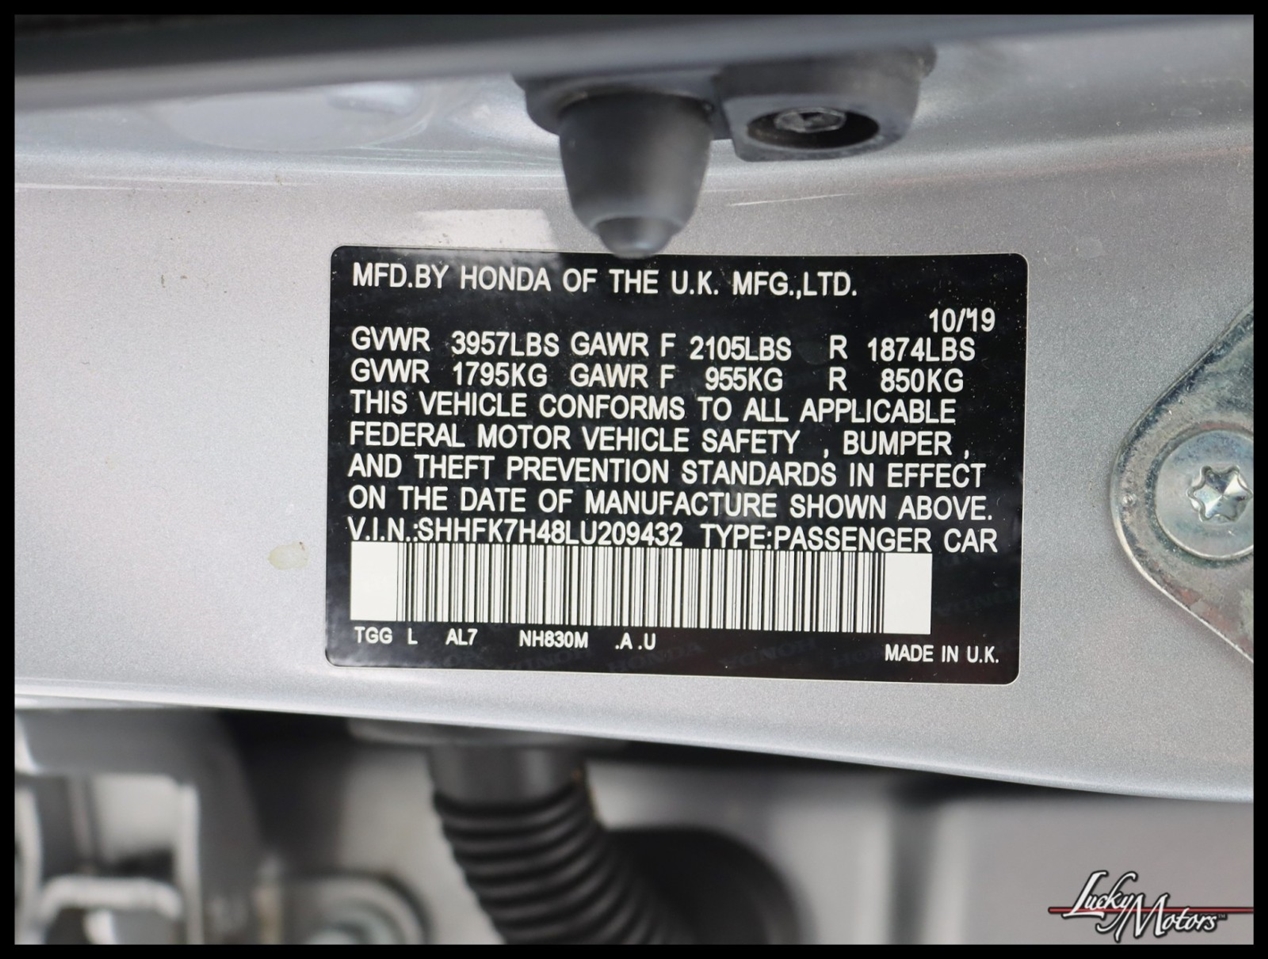 MFD.BY HONDA OF THE U.K. MFG.,LTD.
10/'19
GVWR 3957LBS GAWR F 2105LBS R 1874LBS
GVWR 1795KG GAWR F 955KG R 850KG
THIS VEHICLE CONFORMS TO ALL APPLICABLE
FEDERAL MOTOR VEHICLE SAFETY , BUMPER ,
AND THEFT PREVENTION STANDARDS IN EFFECT
ON THE DATE OF MANUFACTURE SHOWN ABOVE.
V.I.N.:SHHFK7H48LU209432 TYPE:PASSENGER CAR
TGG L AL7 NH830M .A .U
MADE IN U.K.
Lucky Motors™